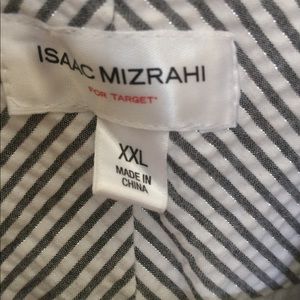 ISAAC MIZRAHI
FOR TARGET®
XXL
MADE IN
CHINA